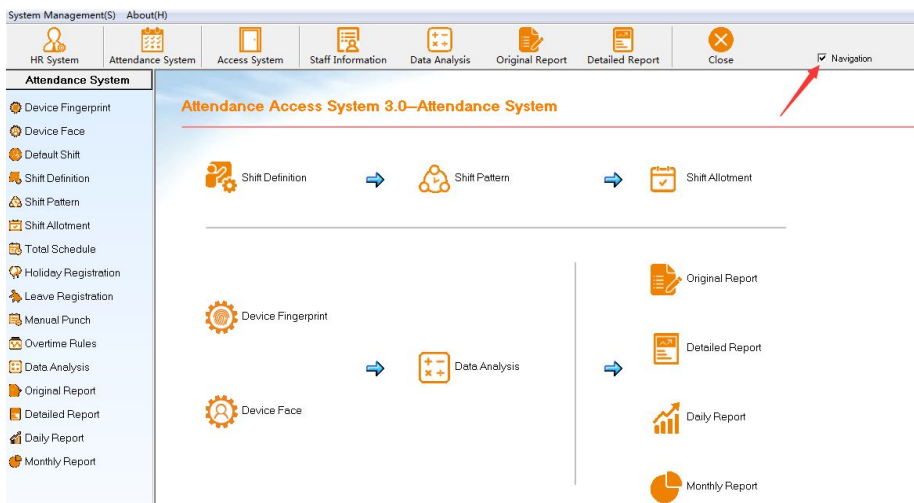 System Management(S) About(H)
HR System Attendance System Access System Staff Information Data Analysis Original Report Detailed Report Close Navigation
Attendance System
Device Fingerprint
Device Face
Default Shift
Shift Definition
Shift Pattern
Shift Allotment
Total Schedule
Holiday Registration
Leave Registration
Manual Punch
Overtime Rules
Data Analysis
Original Report
Detailed Report
Daily Report
Monthly Report
Attendance Access System 3.0—Attendance System
Shift Definition Shift Pattern Shift Allotment
Device Fingerprint
Device Face
Data Analysis
Original Report
Detailed Report
Daily Report
Monthly Report